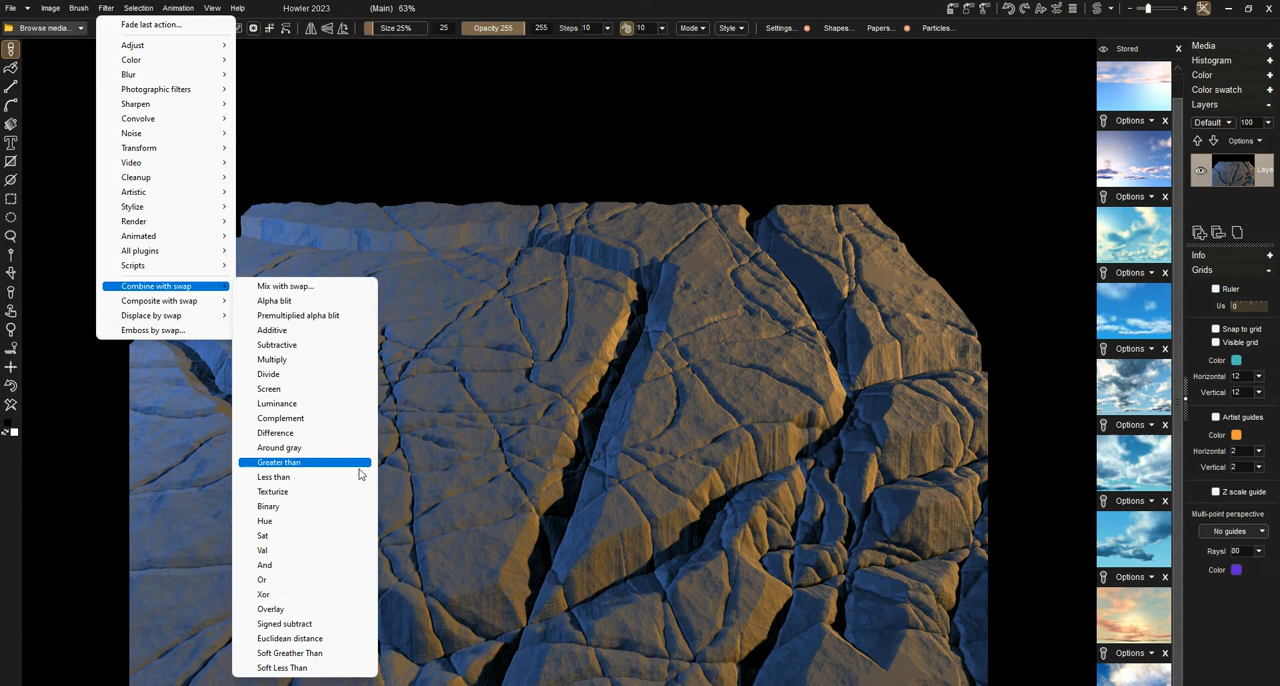 File Image Brush Filter Selection Animation View Help Howler 2023 (Main) 63%
Browse media... Size 25% 25 Opacity 255 255 Steps 10 10 Mode Style Settings... Shapes... Papers... Particles...
Fade last action...
Adjust
Color
Blur
Photographic filters
Sharpen
Convolve
Noise
Transform
Video
Cleanup
Artistic
Stylize
Render
Animated
All plugins
Scripts
Combine with swap
Composite with swap
Displace by swap
Emboss by swap...
Mix with swap...
Alpha blit
Premultiplied alpha blit
Additive
Subtractive
Multiply
Divide
Screen
Luminance
Complement
Difference
Around gray
Greater than
Less than
Texturize
Binary
Hue
Sat
Val
And
Or
Xor
Overlay
Signed subtract
Euclidean distance
Soft Greather Than
Soft Less Than
Stored X
Options X
Options X
Options X
Options X
Options X
Options X
Options X
Options X
Media +
Histogram +
Color +
Color swatch +
Layers -
Default 100
Options
Laye
Info +
Grids -
Ruler
Us 0
Snap to grid
Visible grid
Color
Horizontal 12
Vertical 12
Artist guides
Color
Horizontal 2
Vertical 2
Z scale guide
Multi-point perspective
No guides
Raysl 80
Color